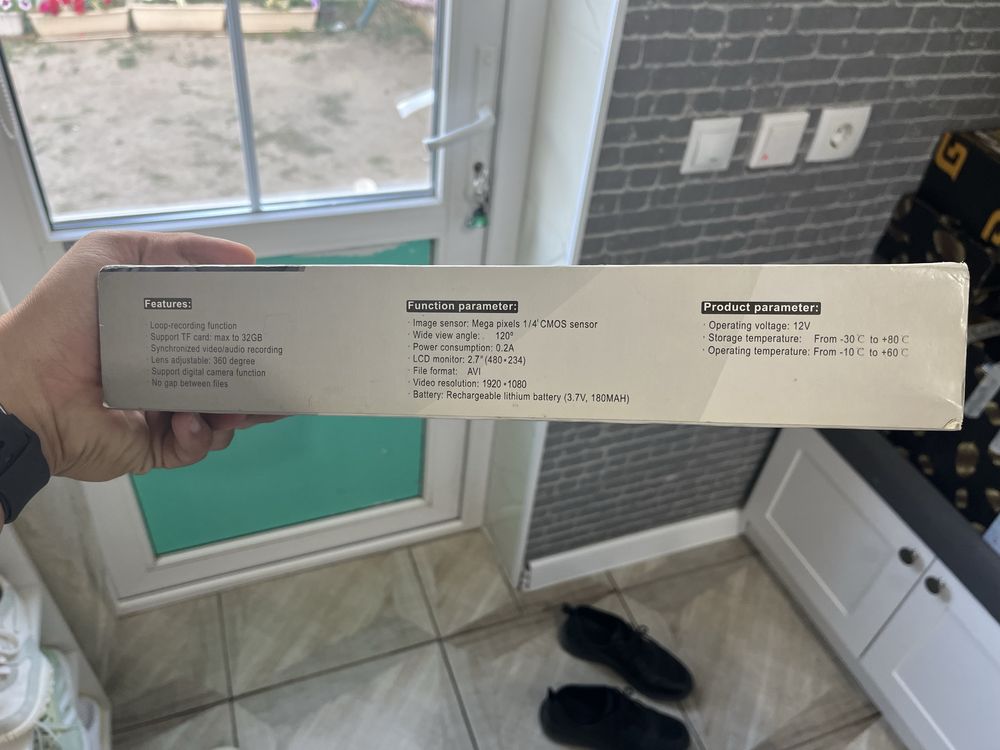 Features:
· Loop-recording function
· Support TF card: max to 32GB
· Synchronized video/audio recording
· Lens adjustable: 360 degree
· Support digital camera function
· No gap between files
Function parameter:
· Image sensor: Mega pixels 1/4' CMOS sensor
· Wide view angle: 120°
· Power consumption: 0.2A
· LCD monitor: 2.7" (480*234)
· File format: AVI
· Video resolution: 1920*1080
· Battery: Rechargeable lithium battery (3.7V, 180MAH)
Product parameter:
· Operating voltage: 12V
· Storage temperature: From -30℃ to +80℃
· Operating temperature: From -10℃ to +60℃